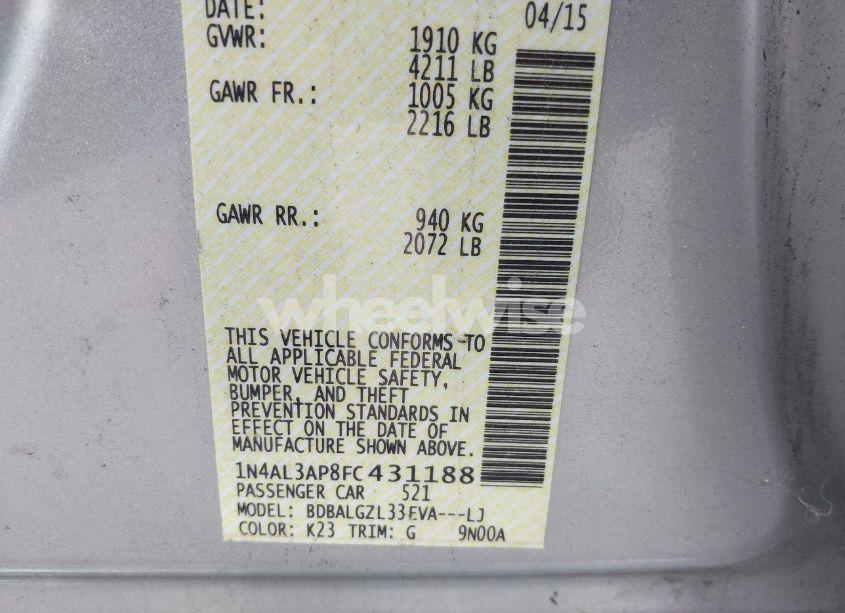 DATE: 04/15
GVWR: 1910 KG
4211 LB
GAWR FR.: 1005 KG
2216 LB
GAWR RR.: 940 KG
2072 LB
wheelwise
THIS VEHICLE CONFORMS TO
ALL APPLICABLE FEDERAL
MOTOR VEHICLE SAFETY,
BUMPER, AND THEFT
PREVENTION STANDARDS IN
EFFECT ON THE DATE OF
MANUFACTURE SHOWN ABOVE.
1N4AL3AP8FC431188
PASSENGER CAR 521
MODEL: BDBALGZL33EVA---LJ
COLOR: K23 TRIM: G 9N00A